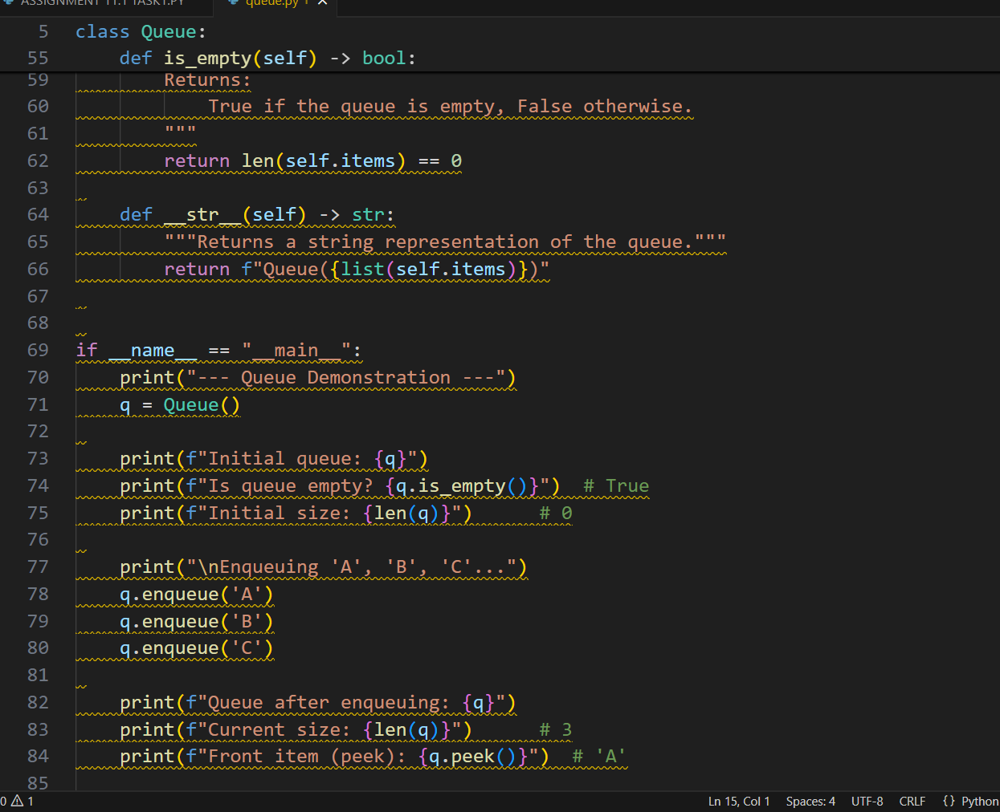 ASSIGNMENT 11.1 TASK1.PY queue.py 1
5 class Queue:
55     def is_empty(self) -> bool:
59         Returns:
60             True if the queue is empty, False otherwise.
61         """
62         return len(self.items) == 0
63
64     def __str__(self) -> str:
65         """Returns a string representation of the queue."""
66         return f"Queue({list(self.items)})"
67
68
69 if __name__ == "__main__":
70     print("--- Queue Demonstration ---")
71     q = Queue()
72
73     print(f"Initial queue: {q}")
74     print(f"Is queue empty? {q.is_empty()}")  # True
75     print(f"Initial size: {len(q)}")      # 0
76
77     print("\nEnqueuing 'A', 'B', 'C'...")
78     q.enqueue('A')
79     q.enqueue('B')
80     q.enqueue('C')
81
82     print(f"Queue after enqueuing: {q}")
83     print(f"Current size: {len(q)}")      # 3
84     print(f"Front item (peek): {q.peek()}")  # 'A'
85
0 1 Ln 15, Col 1 Spaces: 4 UTF-8 CRLF {} Python